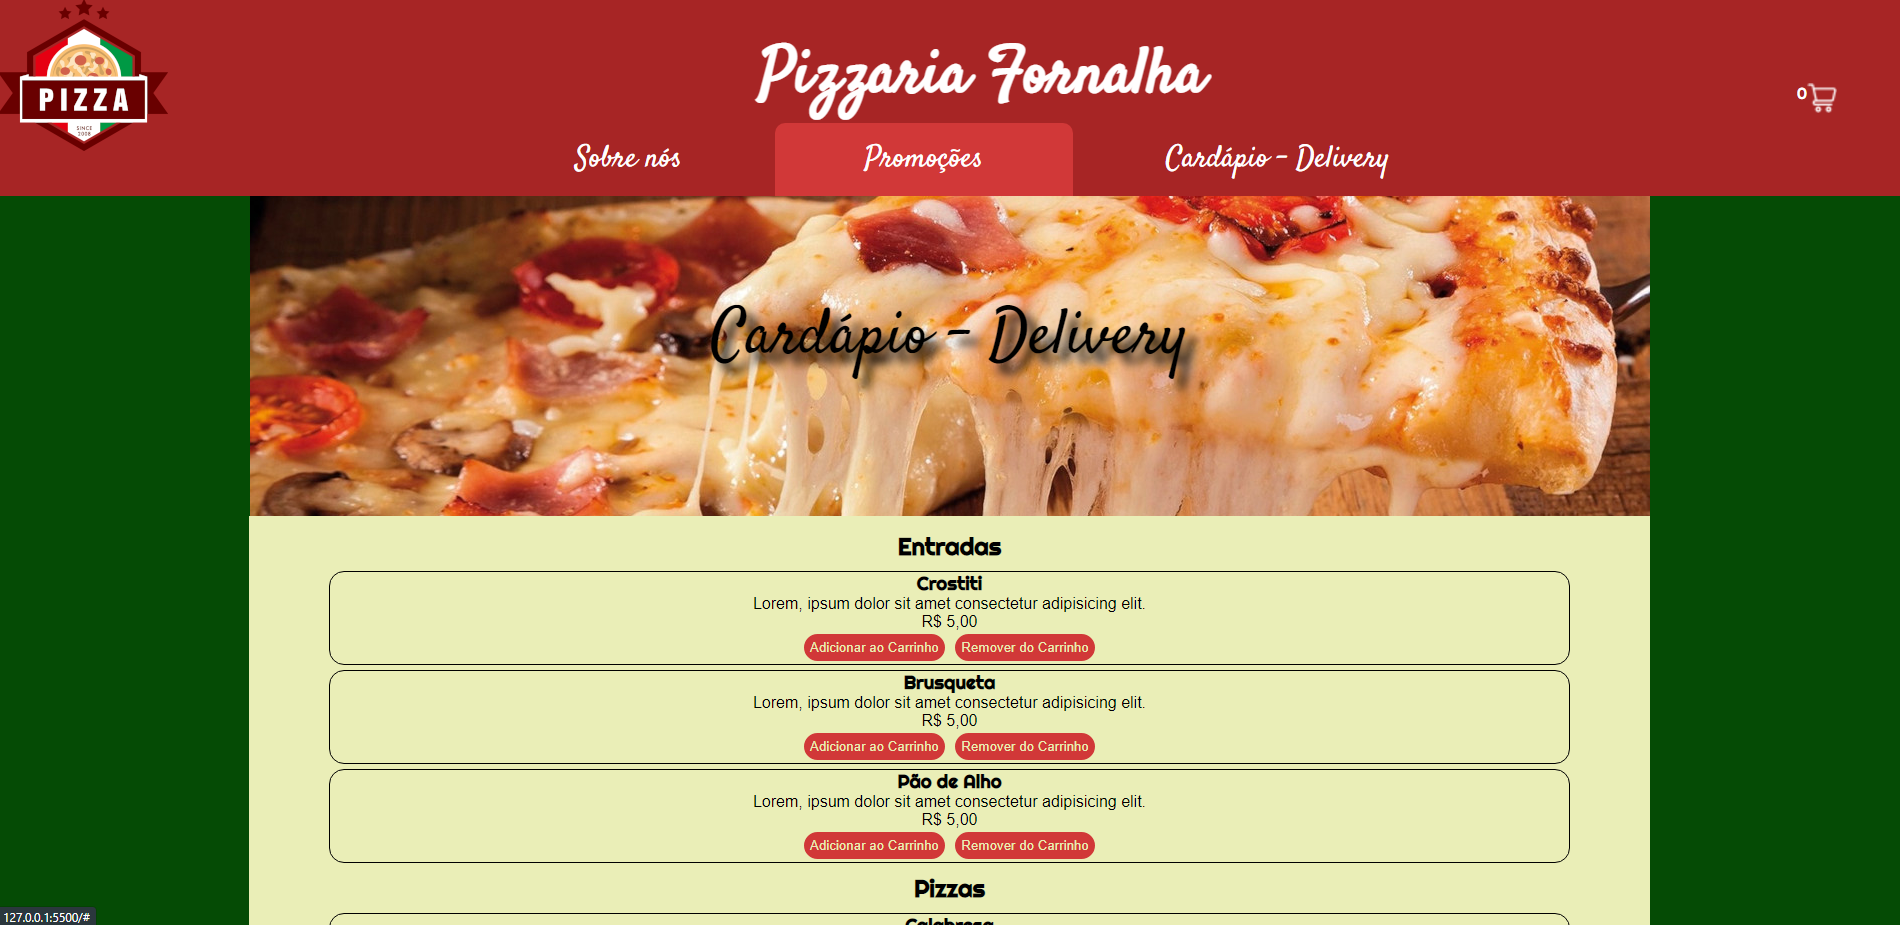 PIZZA
SINCE
2008
Pizzaria Fornalha
0
Sobre nós
Promoções
Cardápio - Delivery
Cardápio - Delivery
Entradas
Crostiti
Lorem, ipsum dolor sit amet consectetur adipisicing elit.
R$ 5,00
Adicionar ao Carrinho Remover do Carrinho
Brusqueta
Lorem, ipsum dolor sit amet consectetur adipisicing elit.
R$ 5,00
Adicionar ao Carrinho Remover do Carrinho
Pão de Alho
Lorem, ipsum dolor sit amet consectetur adipisicing elit.
R$ 5,00
Adicionar ao Carrinho Remover do Carrinho
Pizzas
Calabresa
127.0.0.1:5500/#